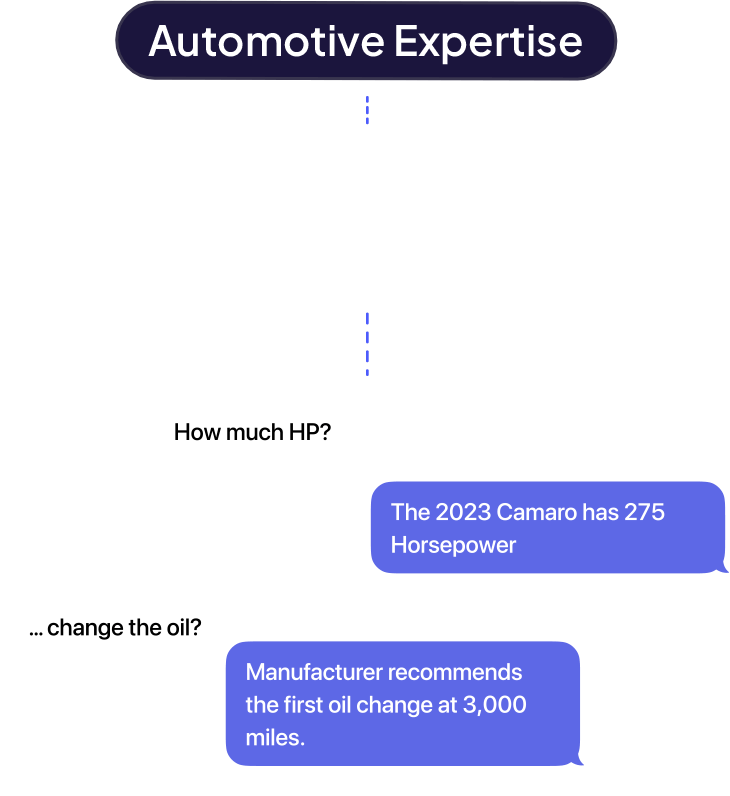 Automotive Expertise
How much HP?
The 2023 Camaro has 275
Horsepower
... change the oil?
Manufacturer recommends
the first oil change at 3,000
miles.